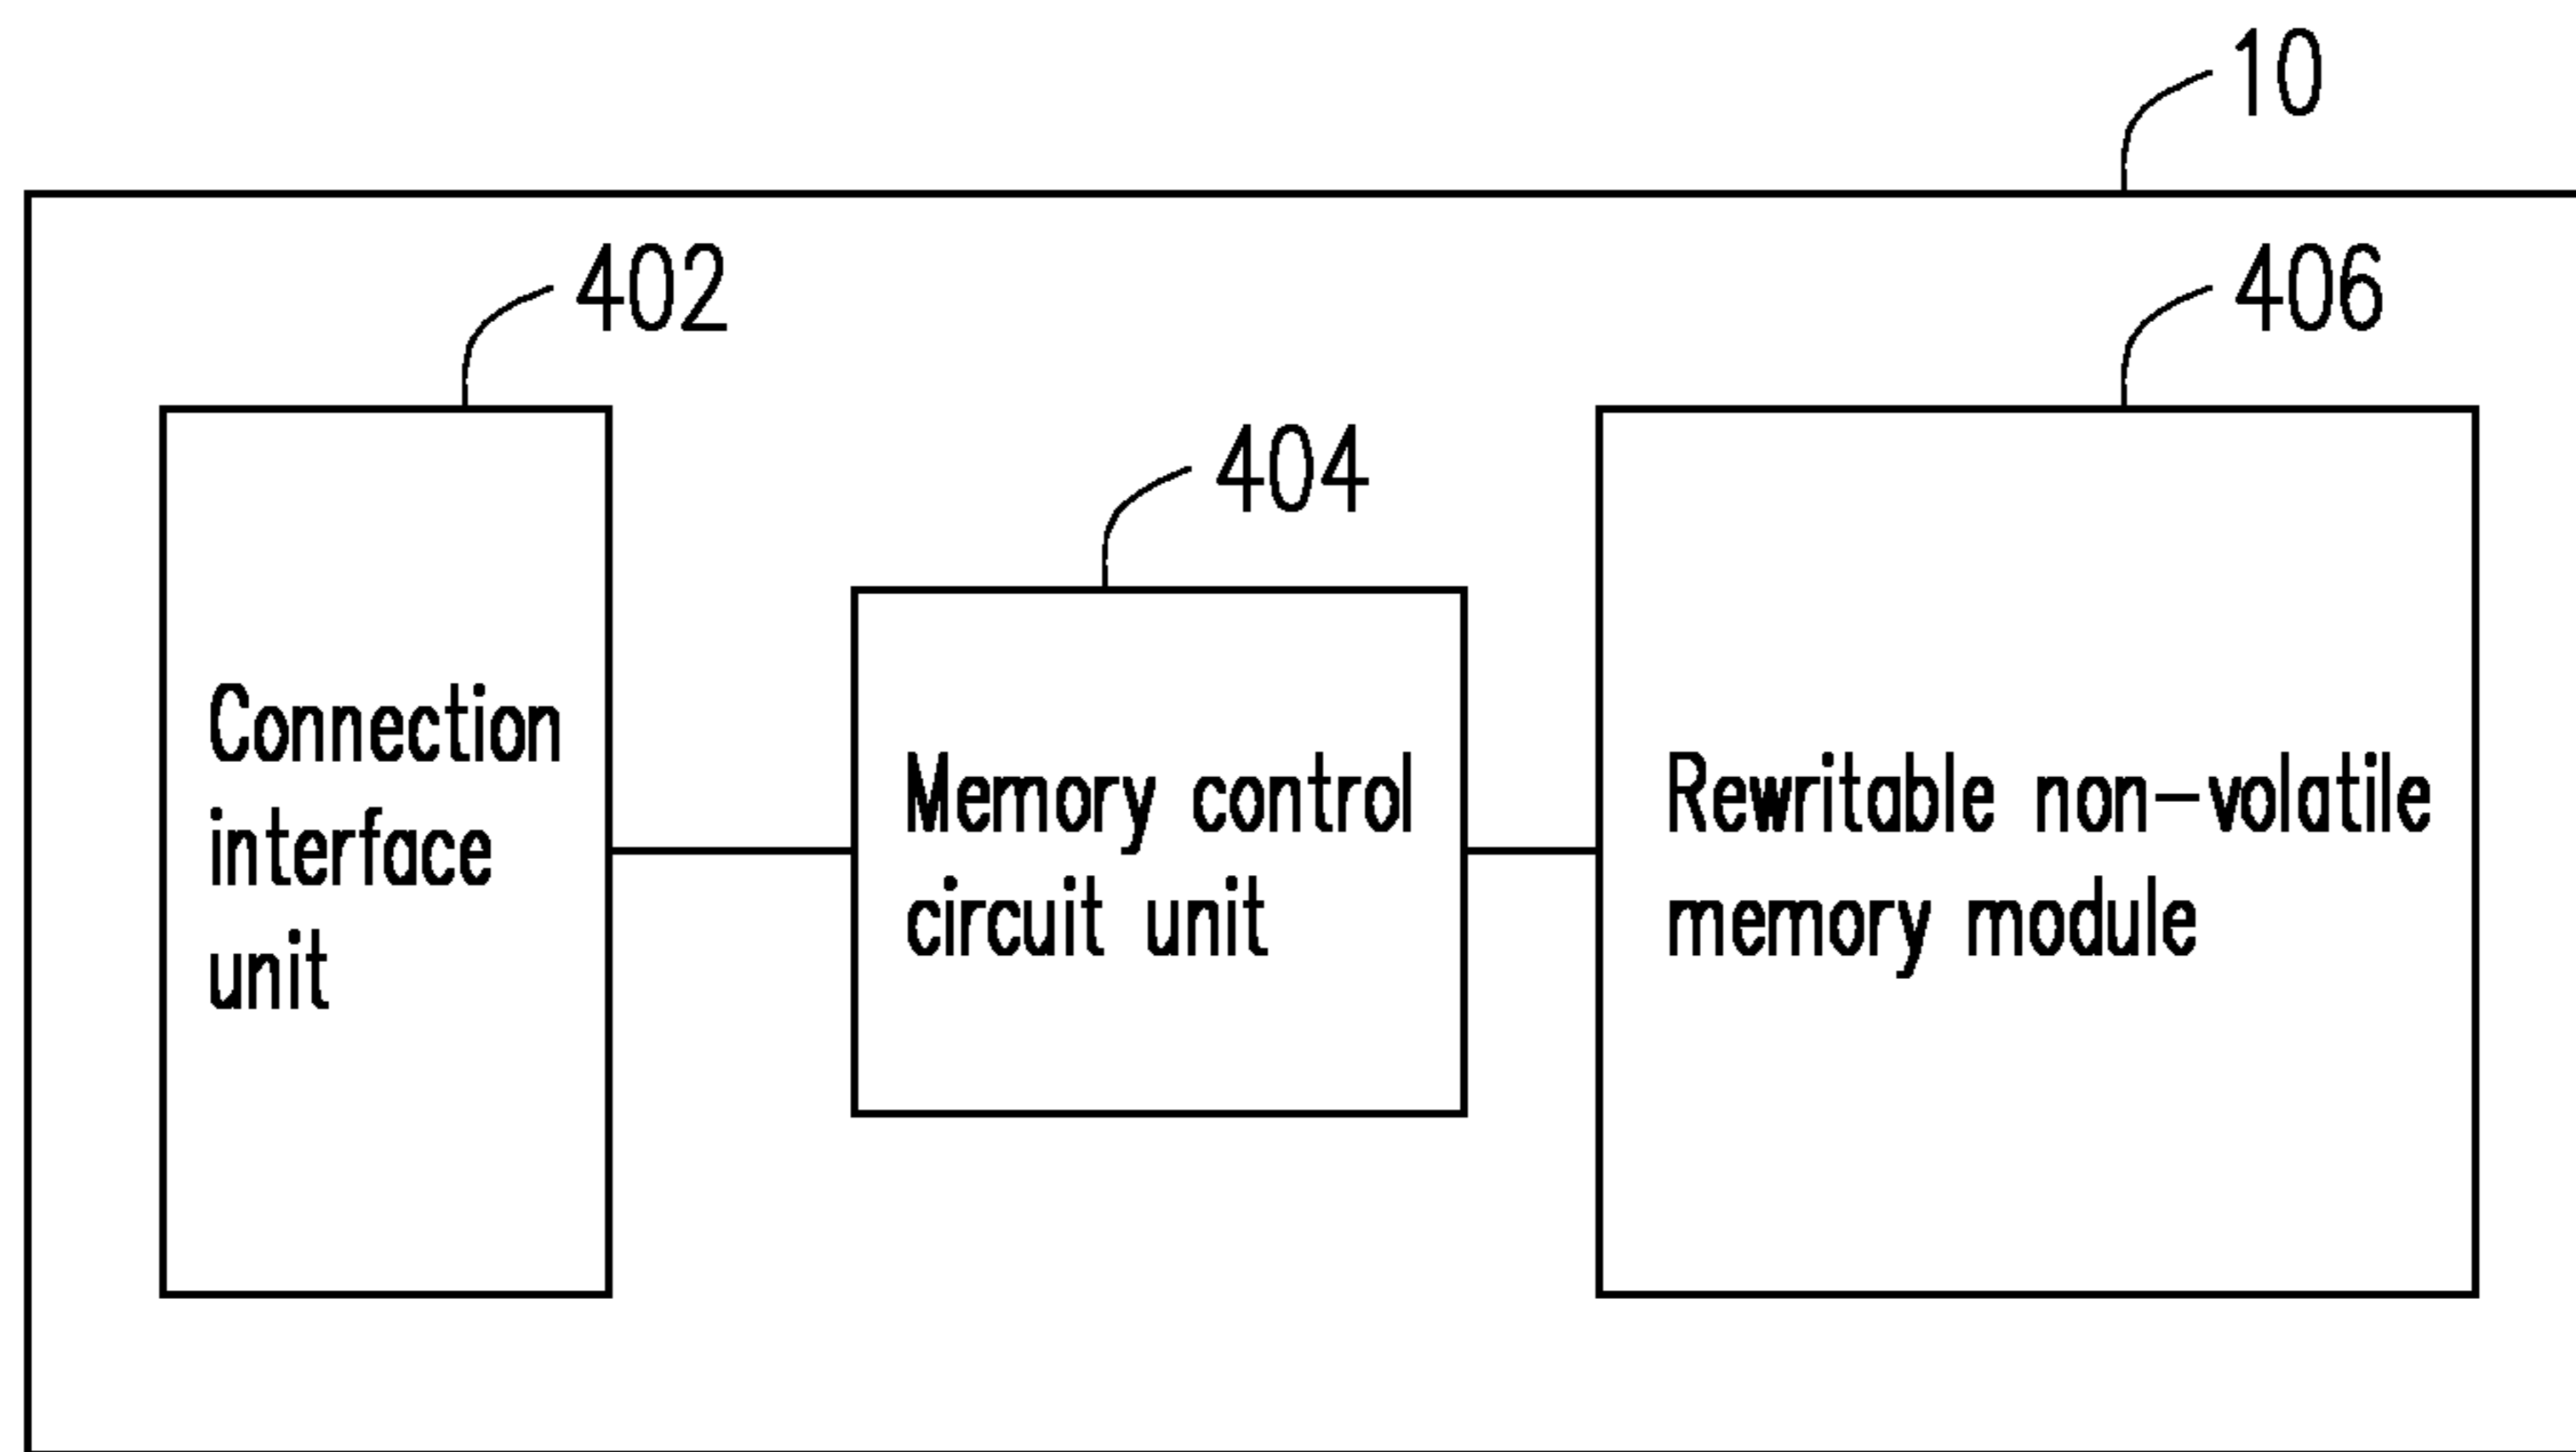 10
402
406
404
Connection
interface
unit
Memory control
circuit unit
Rewritable non-volatile
memory module